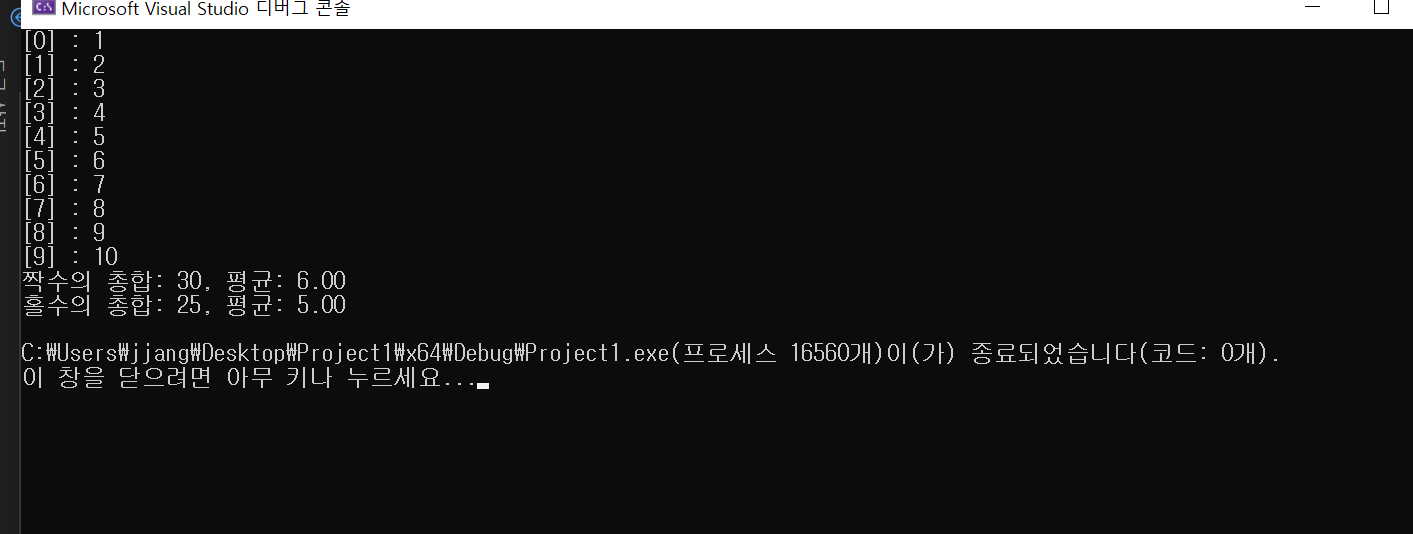 Microsoft Visual Studio 디버그 콘솔
[0] : 1
[1] : 2
[2] : 3
[3] : 4
[4] : 5
[5] : 6
[6] : 7
[7] : 8
[8] : 9
[9] : 10
짝수의 총합: 30, 평균: 6.00
홀수의 총합: 25, 평균: 5.00
C:₩Users₩jjang₩Desktop₩Project1₩x64₩Debug₩Project1.exe(프로세스 16560개)이(가) 종료되었습니다(코드: 0개).
이 창을 닫으려면 아무 키나 누르세요...